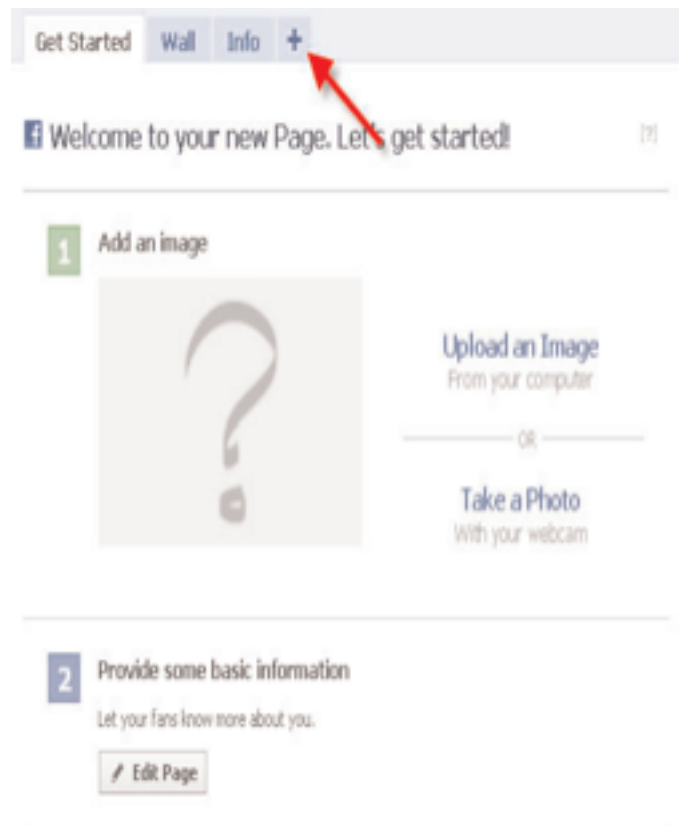 Get Started Wall Info +
f Welcome to your new Page. Let's get started! [?]
1 Add an image
?
Upload an Image
From your computer
OR
Take a Photo
With your webcam
2 Provide some basic information
Let your fans know more about you.
Edit Page